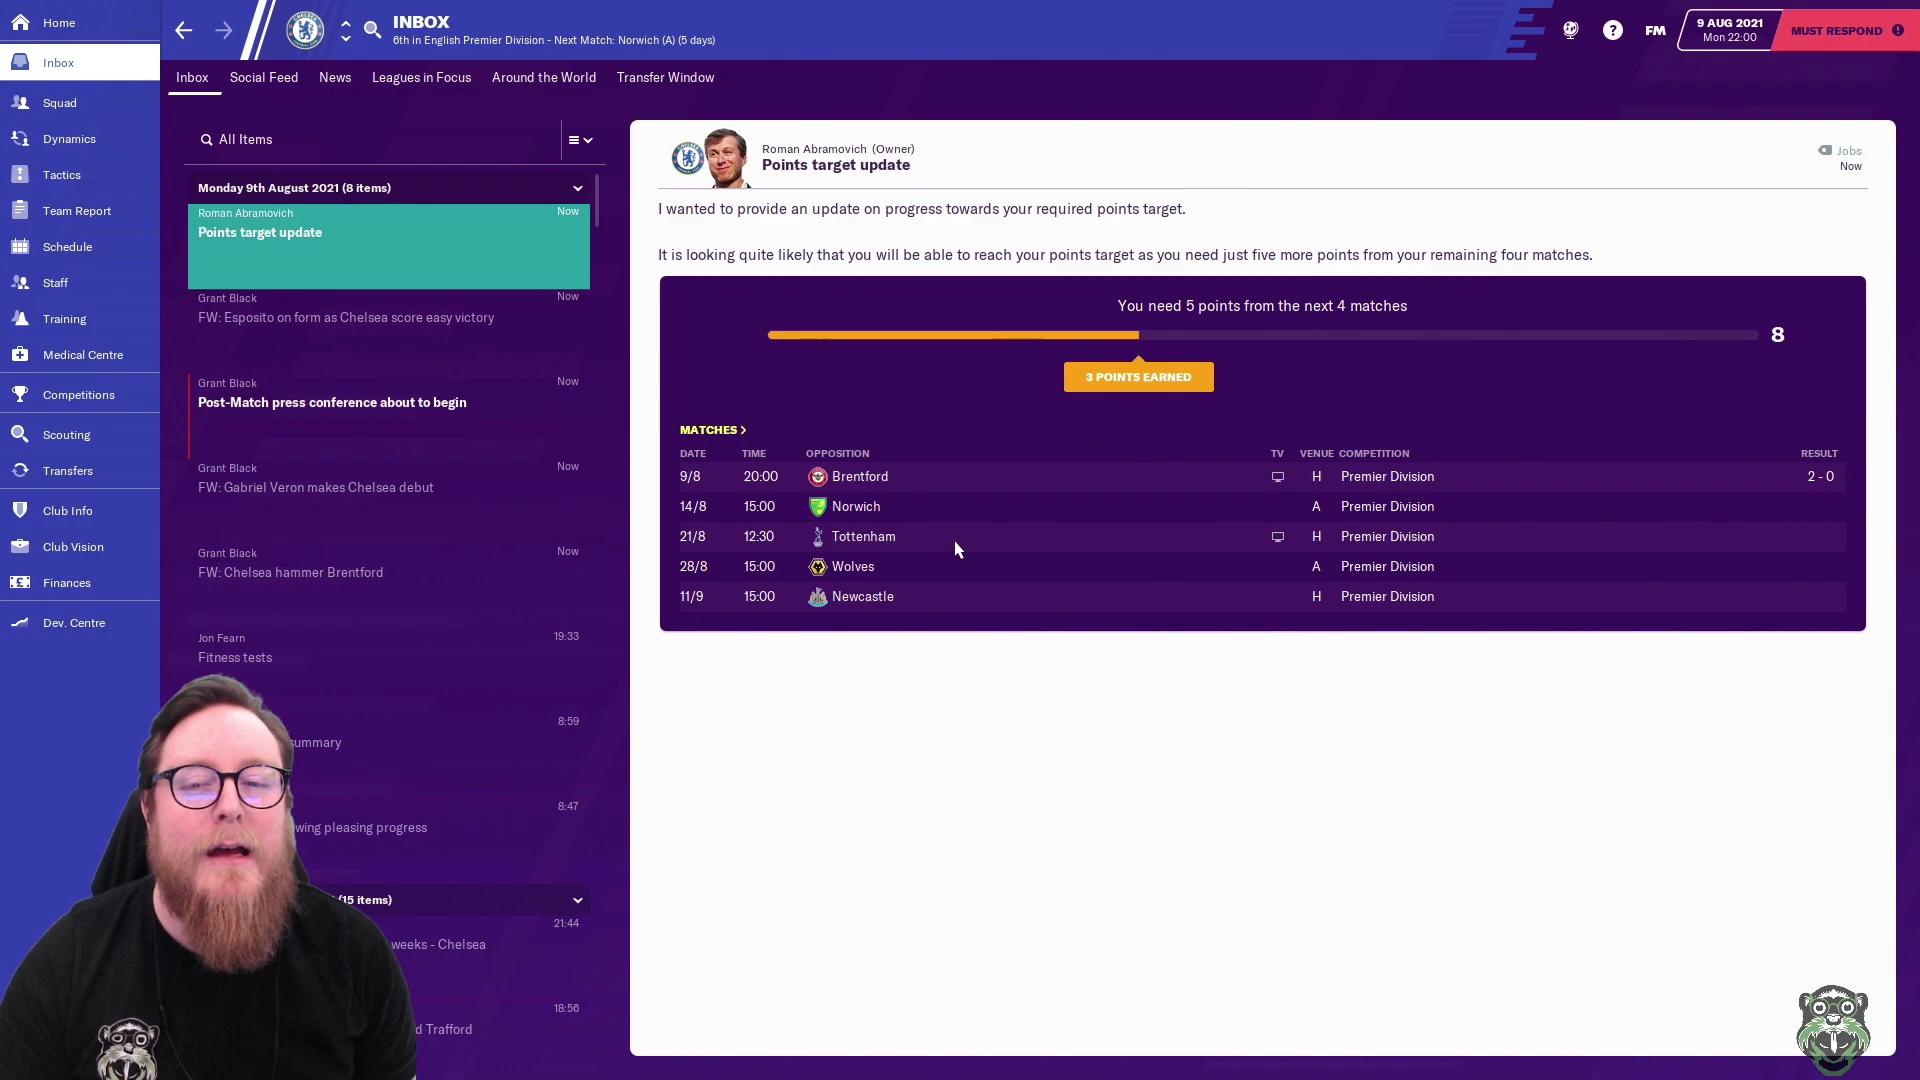 Home
Inbox
Squad
Dynamics
Tactics
Team Report
Schedule
Staff
Training
Medical Centre
Competitions
Scouting
Transfers
Club Info
Club Vision
Finances
Dev. Centre
INBOX
6th in English Premier Division - Next Match: Norwich (A) (5 days)
FM
9 AUG 2021
Mon 22:00
MUST RESPOND
Inbox Social Feed News Leagues in Focus Around the World Transfer Window
All Items
Monday 9th August 2021 (8 items)
Roman Abramovich Now
Points target update
Grant Black Now
FW: Esposito on form as Chelsea score easy victory
Grant Black Now
Post-Match press conference about to begin
Grant Black Now
FW: Gabriel Veron makes Chelsea debut
Grant Black Now
FW: Chelsea hammer Brentford
Jon Fearn 19:33
Fitness tests
8:59
summary
8:47
wing pleasing progress
(15 items)
21:44
weeks - Chelsea
18:56
d Trafford
Roman Abramovich (Owner)
Points target update
Jobs
Now
I wanted to provide an update on progress towards your required points target.
It is looking quite likely that you will be able to reach your points target as you need just five more points from your remaining four matches.
You need 5 points from the next 4 matches
8
3 POINTS EARNED
MATCHES >
DATE TIME OPPOSITION TV VENUE COMPETITION RESULT
9/8 20:00 Brentford H Premier Division 2 - 0
14/8 15:00 Norwich A Premier Division
21/8 12:30 Tottenham H Premier Division
28/8 15:00 Wolves A Premier Division
11/9 15:00 Newcastle H Premier Division